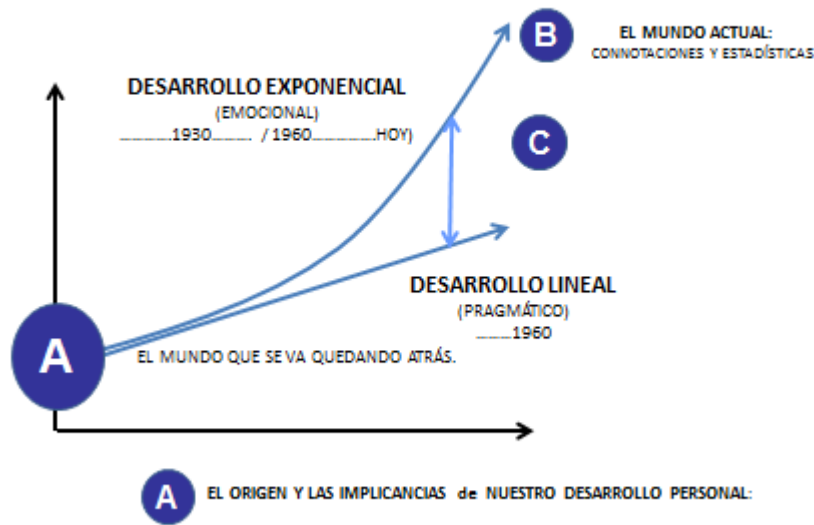 B
EL MUNDO ACTUAL:
CONNOTACIONES Y ESTADÍSTICAS
DESARROLLO EXPONENCIAL
(EMOCIONAL)
..............1930........... / 1960..................HOY)
C
DESARROLLO LINEAL
(PRAGMÁTICO)
..........1960
A
EL MUNDO QUE SE VA QUEDANDO ATRÁS.
A EL ORIGEN Y LAS IMPLICANCIAS de NUESTRO DESARROLLO PERSONAL: